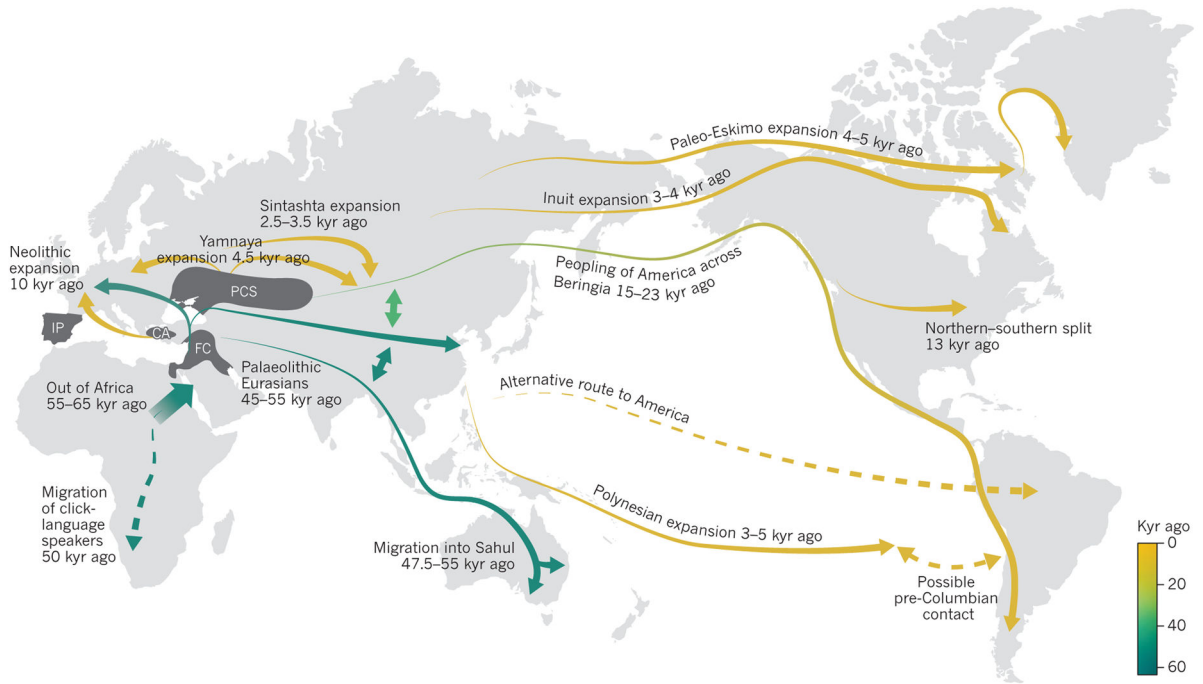 Paleo-Eskimo expansion 4–5 kyr ago
Inuit expansion 3–4 kyr ago
Sintashta expansion
2.5–3.5 kyr ago
Yamnaya
expansion 4.5 kyr ago
Neolithic
expansion
10 kyr ago
Peopling of America across
Beringia 15–23 kyr ago
PCS
IP
CA
FC
Northern–southern split
13 kyr ago
Palaeolithic
Eurasians
45–55 kyr ago
Out of Africa
55–65 kyr ago
Alternative route to America
Migration
of click-
language
speakers
50 kyr ago
Polynesian expansion 3–5 kyr ago
Migration into Sahul
47.5–55 kyr ago
Possible
pre-Columbian
contact
Kyr ago
0
20
40
60